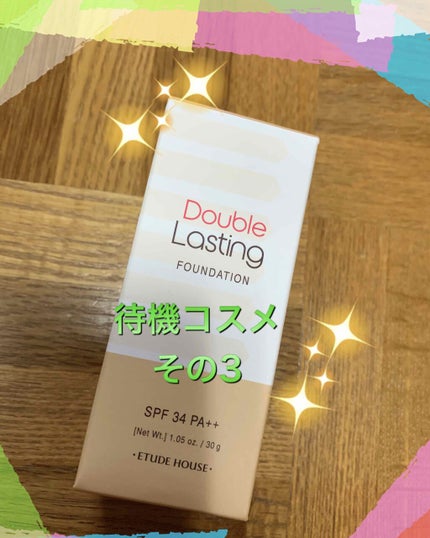 Double
Lasting
FOUNDATION
待機コスメ
その3
SPF 34 PA++
[Net Wt.] 1.05 oz. / 30 g
·ETUDE HOUSE·